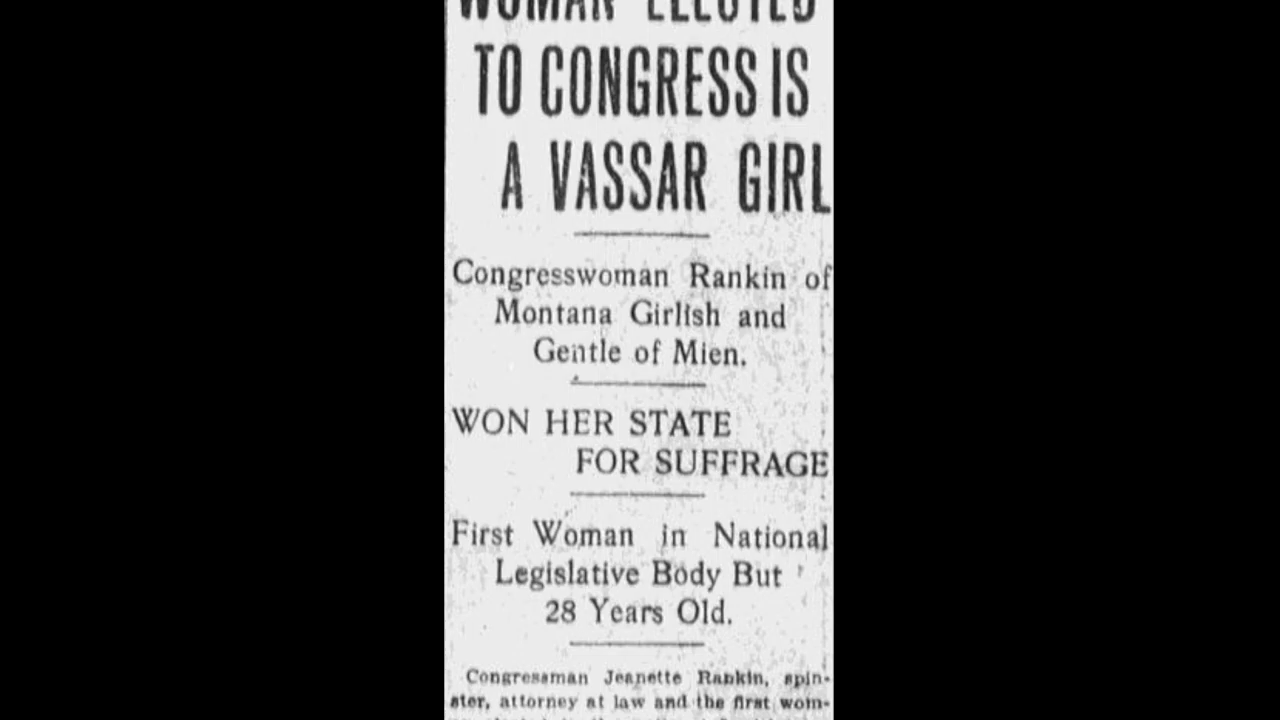 WOMAN ELECTED
TO CONGRESS IS
A VASSAR GIRL
Congresswoman Rankin of
Montana Girlish and
Gentle of Mien.
WON HER STATE
FOR SUFFRAGE
First Woman in National
Legislative Body But
28 Years Old.
Congressman Jeanette Rankin, spin-
ster, attorney at law and the first wom-